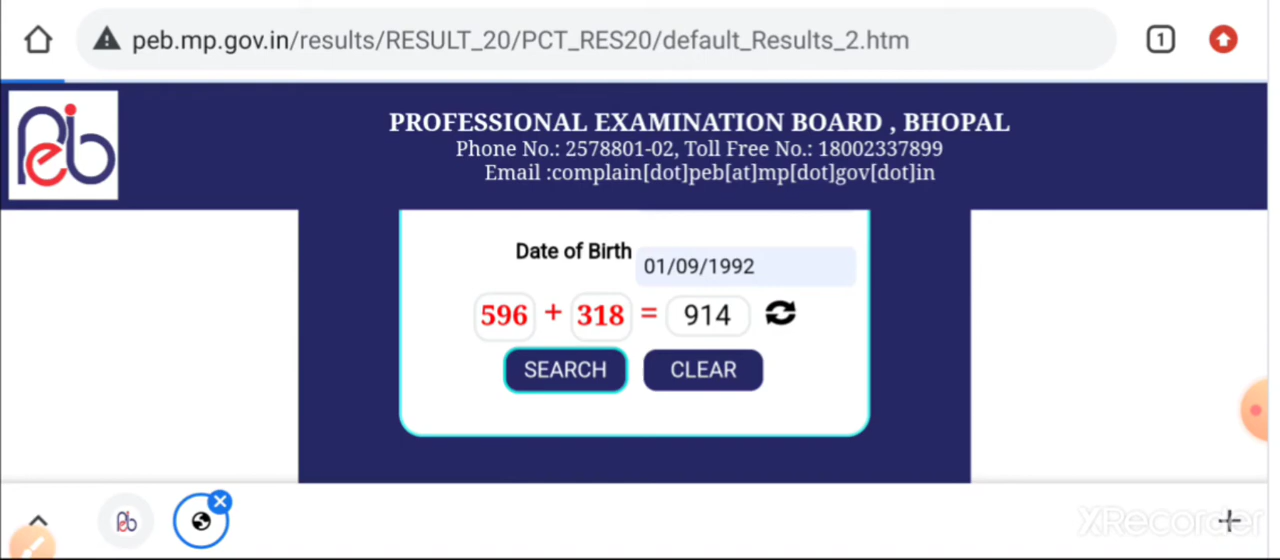 peb.mp.gov.in/results/RESULT_20/PCT_RES20/default_Results_2.htm
1
Peb
PROFESSIONAL EXAMINATION BOARD , BHOPAL
Phone No.: 2578801-02, Toll Free No.: 18002337899
Email :complain[dot]peb[at]mp[dot]gov[dot]in
Date of Birth 01/09/1992
596 + 318 = 914
SEARCH CLEAR
Peb
XRecorder